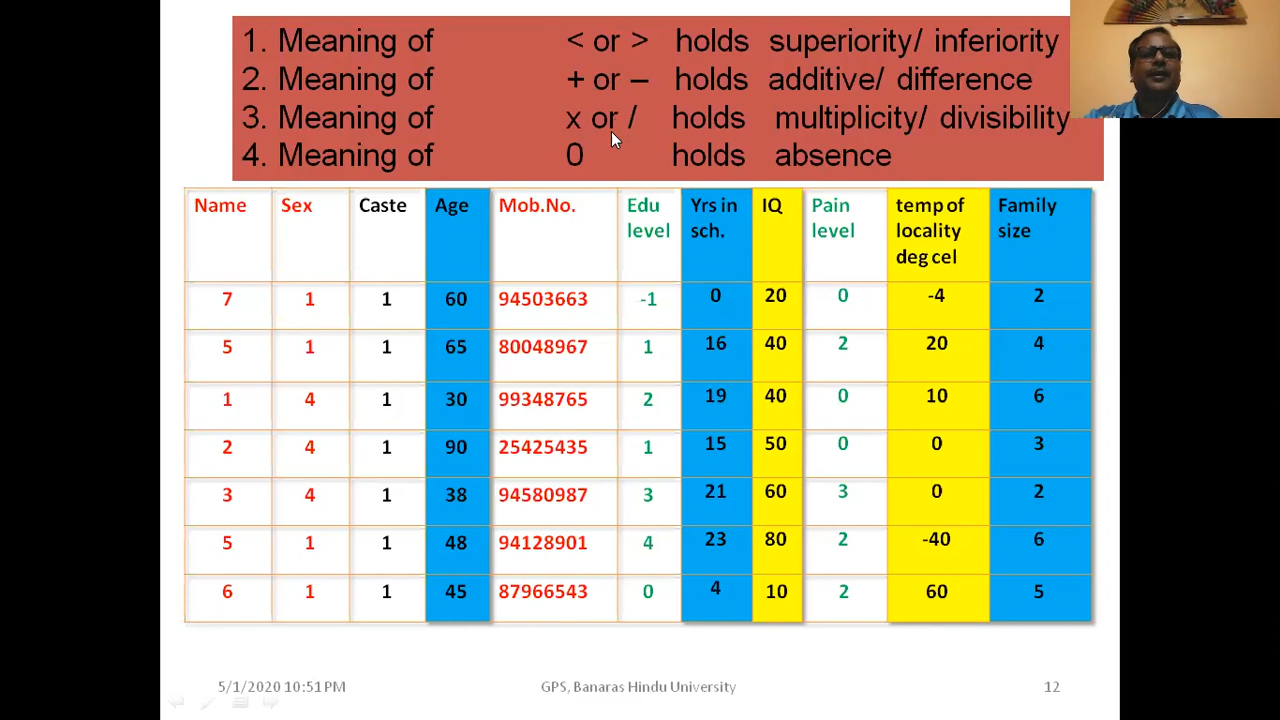 1. Meaning of < or > holds superiority/ inferiority
2. Meaning of + or – holds additive/ difference
3. Meaning of x or / holds multiplicity/ divisibility
4. Meaning of 0 holds absence
Name Sex Caste Age Mob.No. Edu level Yrs in sch. IQ Pain level temp of locality deg cel Family size
7 1 1 60 94503663 -1 0 20 0 -4 2
5 1 1 65 80048967 1 16 40 2 20 4
1 4 1 30 99348765 2 19 40 0 10 6
2 4 1 90 25425435 1 15 50 0 0 3
3 4 1 38 94580987 3 21 60 3 0 2
5 1 1 48 94128901 4 23 80 2 -40 6
6 1 1 45 87966543 0 4 10 2 60 5
5/1/2020 10:51 PM GPS, Banaras Hindu University 12